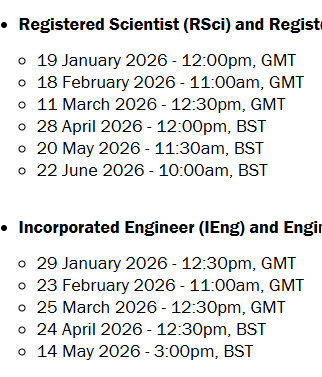 Registered Scientist (RSci) and Regist
19 January 2026 - 12:00pm, GMT
18 February 2026 - 11:00am, GMT
11 March 2026 - 12:30pm, GMT
28 April 2026 - 12:00pm, BST
20 May 2026 - 11:30am, BST
22 June 2026 - 10:00am, BST
Incorporated Engineer (IEng) and Engi
29 January 2026 - 12:30pm, GMT
23 February 2026 - 11:00am, GMT
25 March 2026 - 12:30pm, GMT
24 April 2026 - 12:30pm, BST
14 May 2026 - 3:00pm, BST